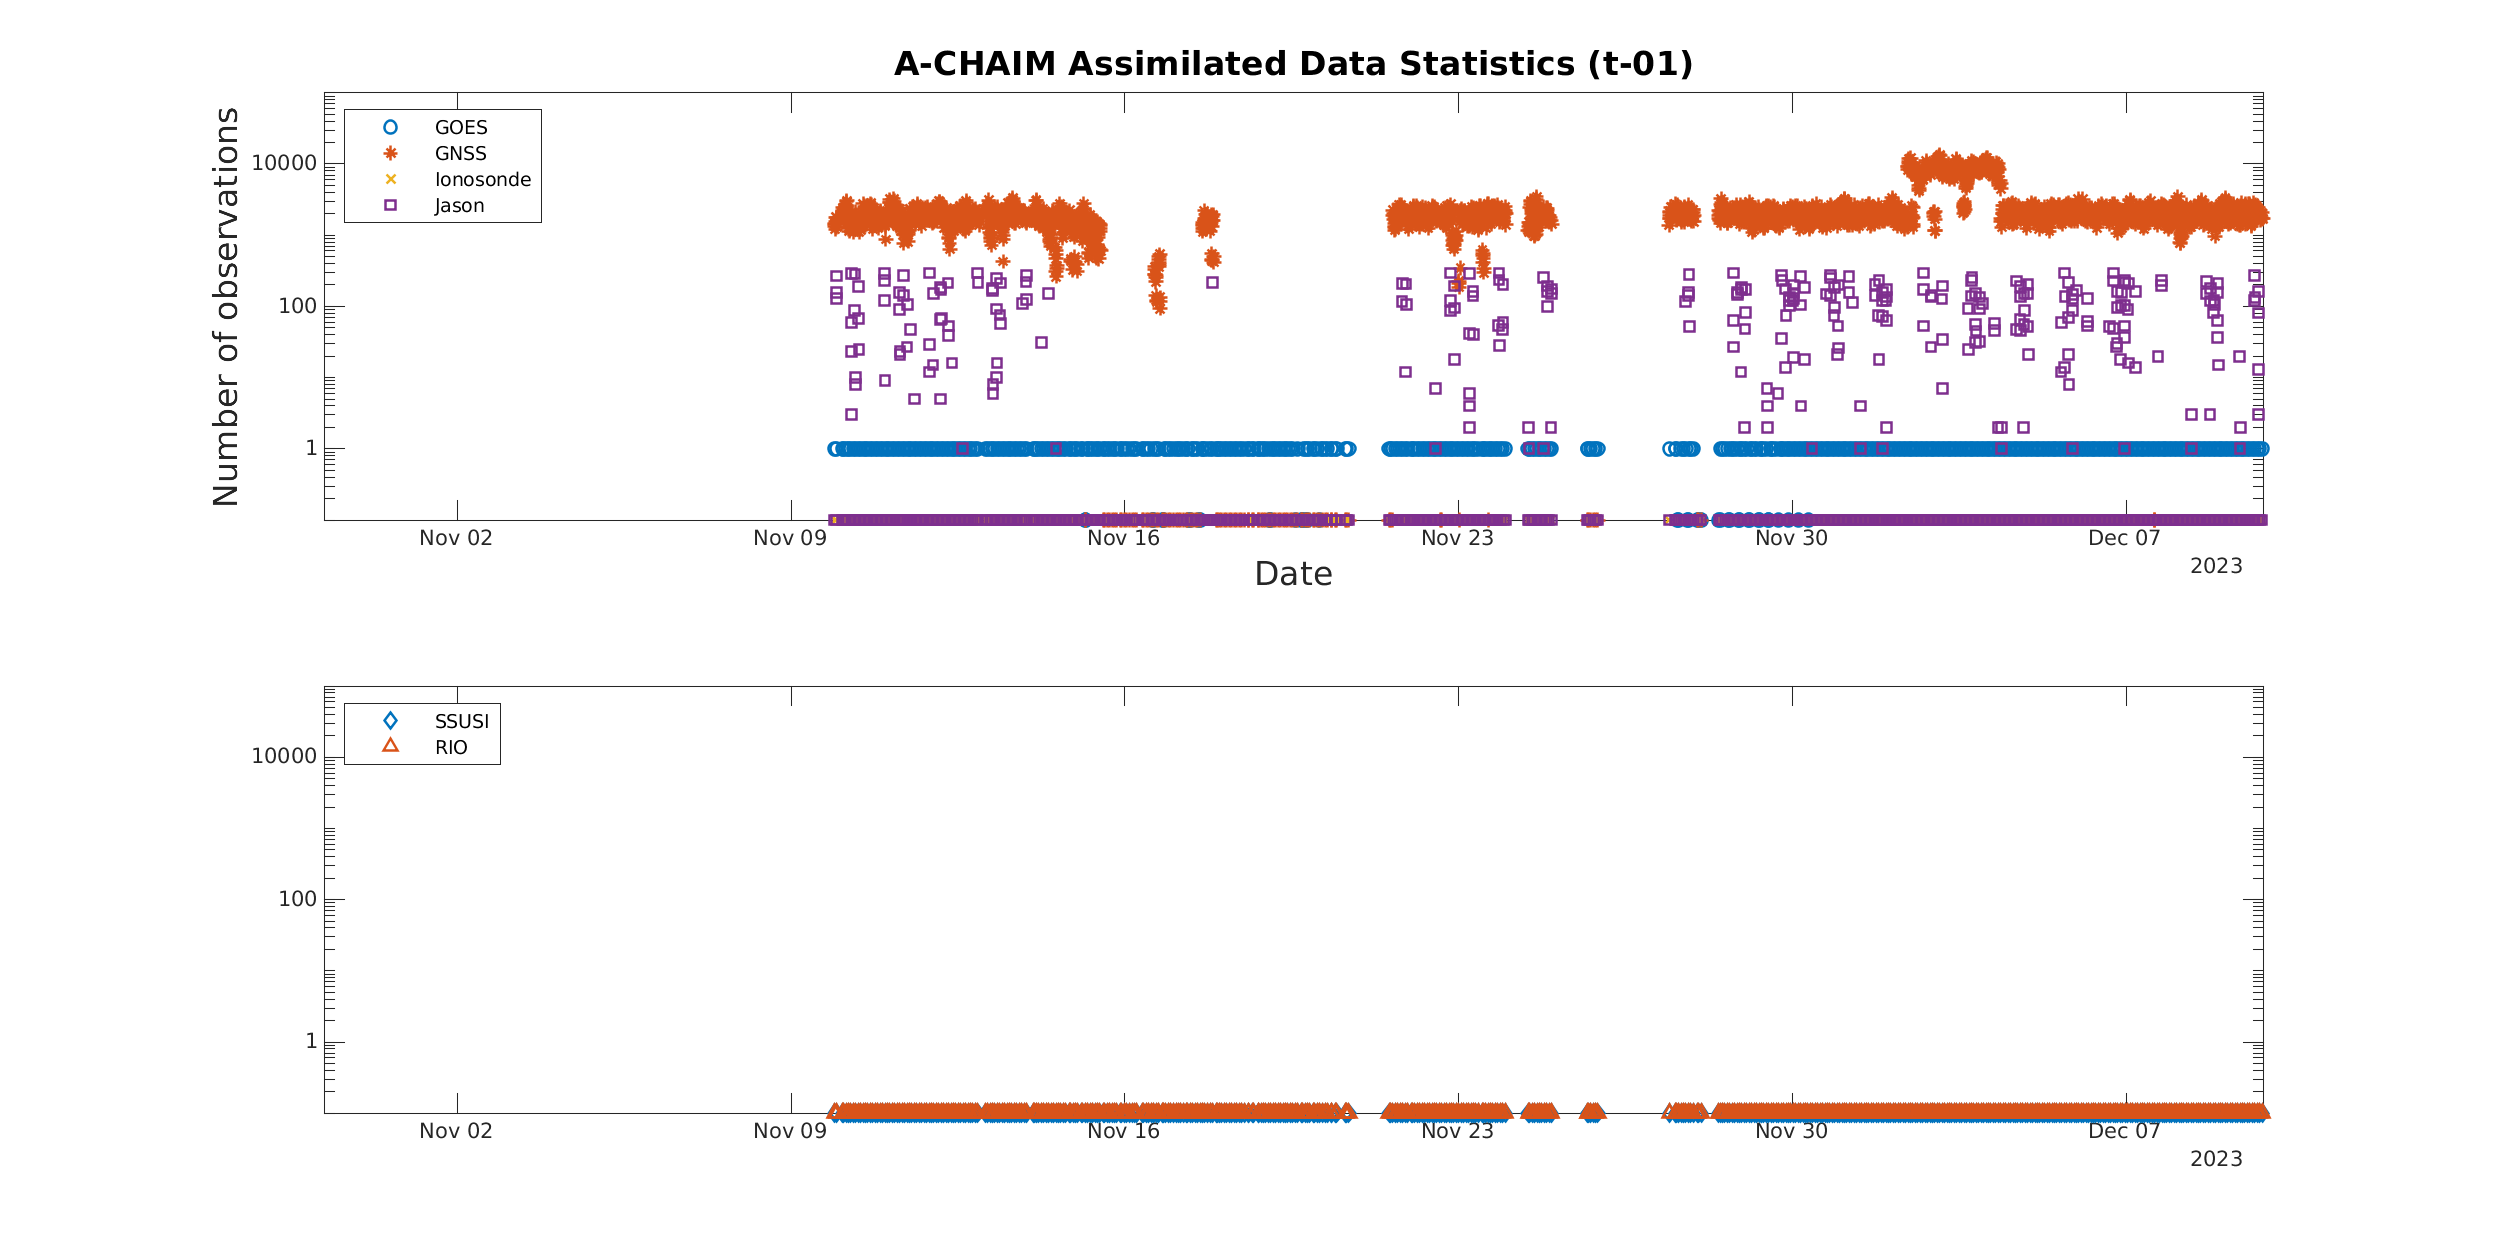 A-CHAIM Assimilated Data Statistics (t-01)
Number of observations
10000
100
1
GOES
GNSS
Ionosonde
Jason
Nov 02
Nov 09
Nov 16
Nov 23
Nov 30
Dec 07
2023
Date
10000
100
1
SSUSI
RIO
Nov 02
Nov 09
Nov 16
Nov 23
Nov 30
Dec 07
2023